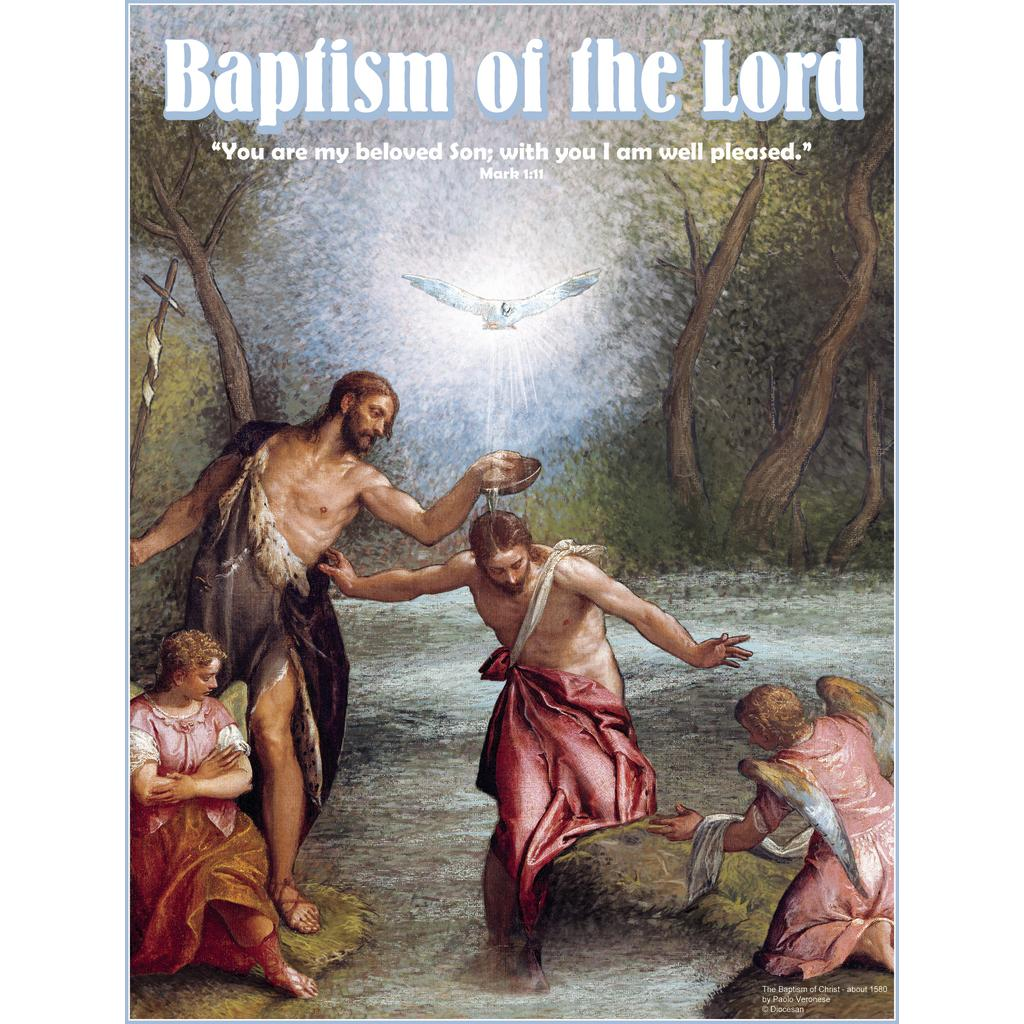 Baptism of the Lord
“You are my beloved Son; with you I am well pleased.”
Mark 1:11
The Baptism of Christ - about 1580
by Paolo Veronese
© Diocesan